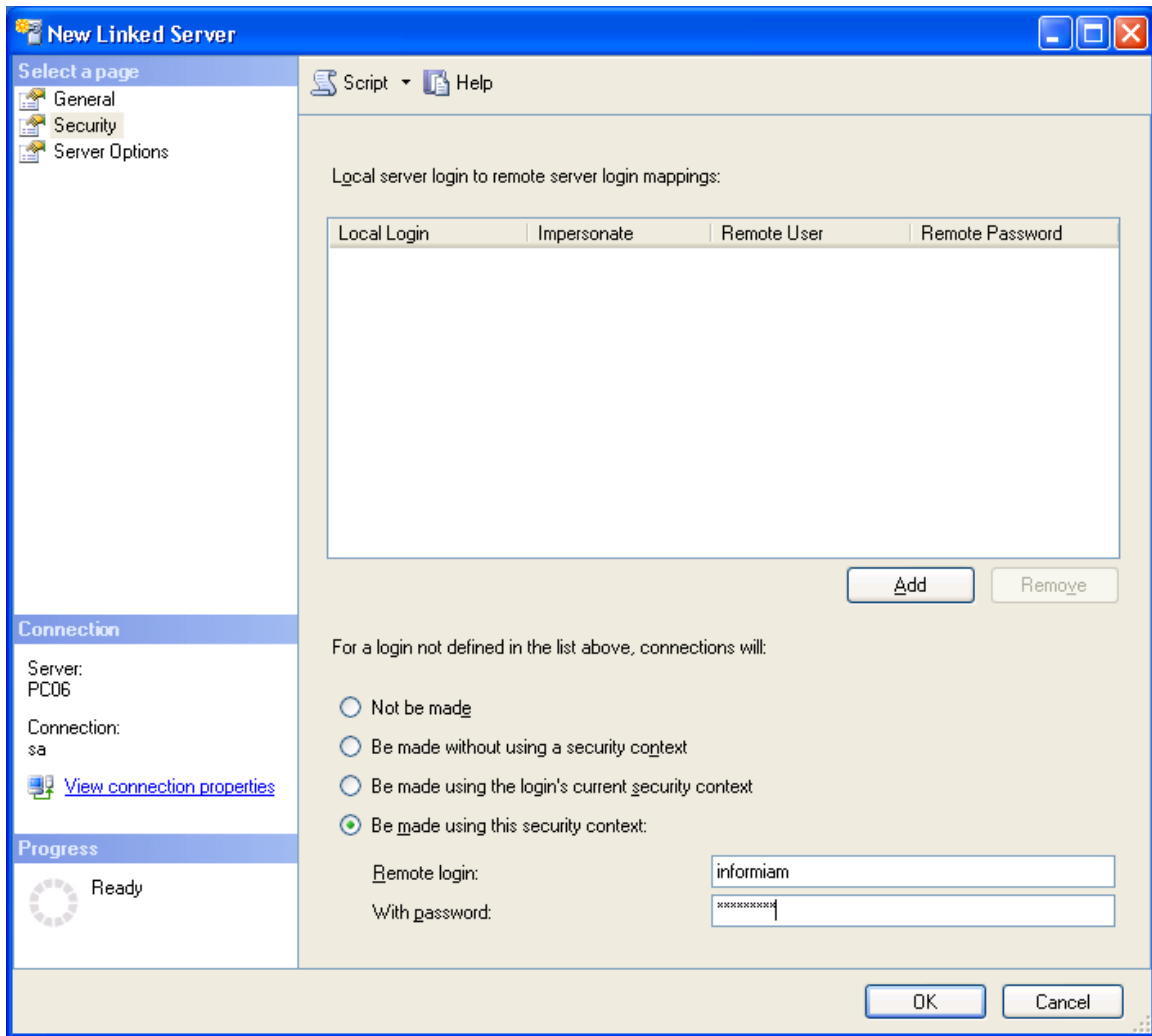 New Linked Server
Select a page
General
Security
Server Options
Script Help
Local server login to remote server login mappings:
Local Login Impersonate Remote User Remote Password
Add Remove
Connection
Server:
PC06
Connection:
sa
View connection properties
Progress
Ready
For a login not defined in the list above, connections will:
Not be made
Be made without using a security context
Be made using the login's current security context
Be made using this security context:
Remote login: informiam
With password: *********
OK Cancel